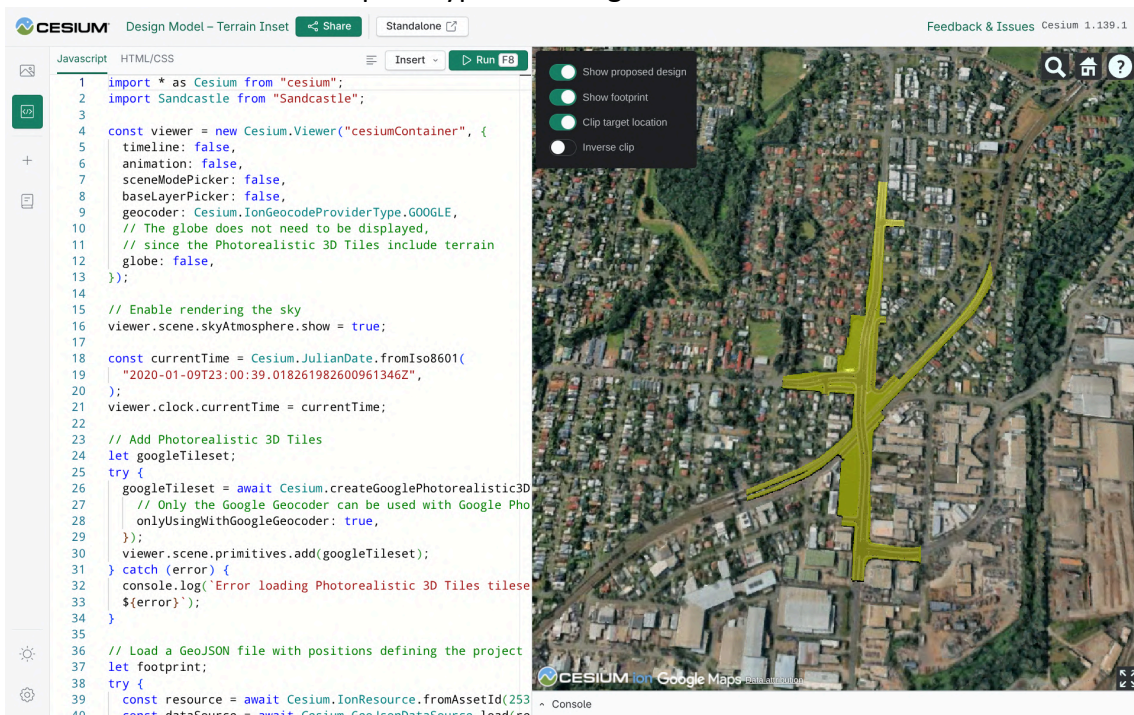 CESIUM Design Model – Terrain Inset Share Standalone Feedback & Issues Cesium 1.139.1
Javascript HTML/CSS Insert Run F8
1 import * as Cesium from "cesium";
2 import Sandcastle from "Sandcastle";
3
4 const viewer = new Cesium.Viewer("cesiumContainer", {
5 timeline: false,
6 animation: false,
7 sceneModePicker: false,
8 baseLayerPicker: false,
9 geocoder: Cesium.IonGeocodeProviderType.GOOGLE,
10 // The globe does not need to be displayed,
11 // since the Photorealistic 3D Tiles include terrain
12 globe: false,
13 });
14
15 // Enable rendering the sky
16 viewer.scene.skyAtmosphere.show = true;
17
18 const currentTime = Cesium.JulianDate.fromIso8601(
19 "2020-01-09T23:00:39.018261982600961346Z",
20 );
21 viewer.clock.currentTime = currentTime;
22
23 // Add Photorealistic 3D Tiles
24 let googleTileset;
25 try {
26 googleTileset = await Cesium.createGooglePhotorealistic3D
27 // Only the Google Geocoder can be used with Google Pho
28 onlyUsingWithGoogleGeocoder: true,
29 });
30 viewer.scene.primitives.add(googleTileset);
31 } catch (error) {
32 console.log(`Error loading Photorealistic 3D Tiles tilese
33 ${error}`);
34 }
35
36 // Load a GeoJSON file with positions defining the project
37 let footprint;
38 try {
39 const resource = await Cesium.IonResource.fromAssetId(253
Show proposed design
Show footprint
Clip target location
Inverse clip
CESIUM ion Google Maps Data attribution
Console